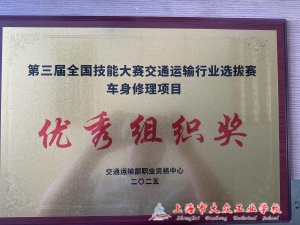 第三届全国技能大赛交通运输行业选拔赛
车身修理项目
优秀组织奖
交通运输部职业资格中心
二〇二五
上海市大众工业学校